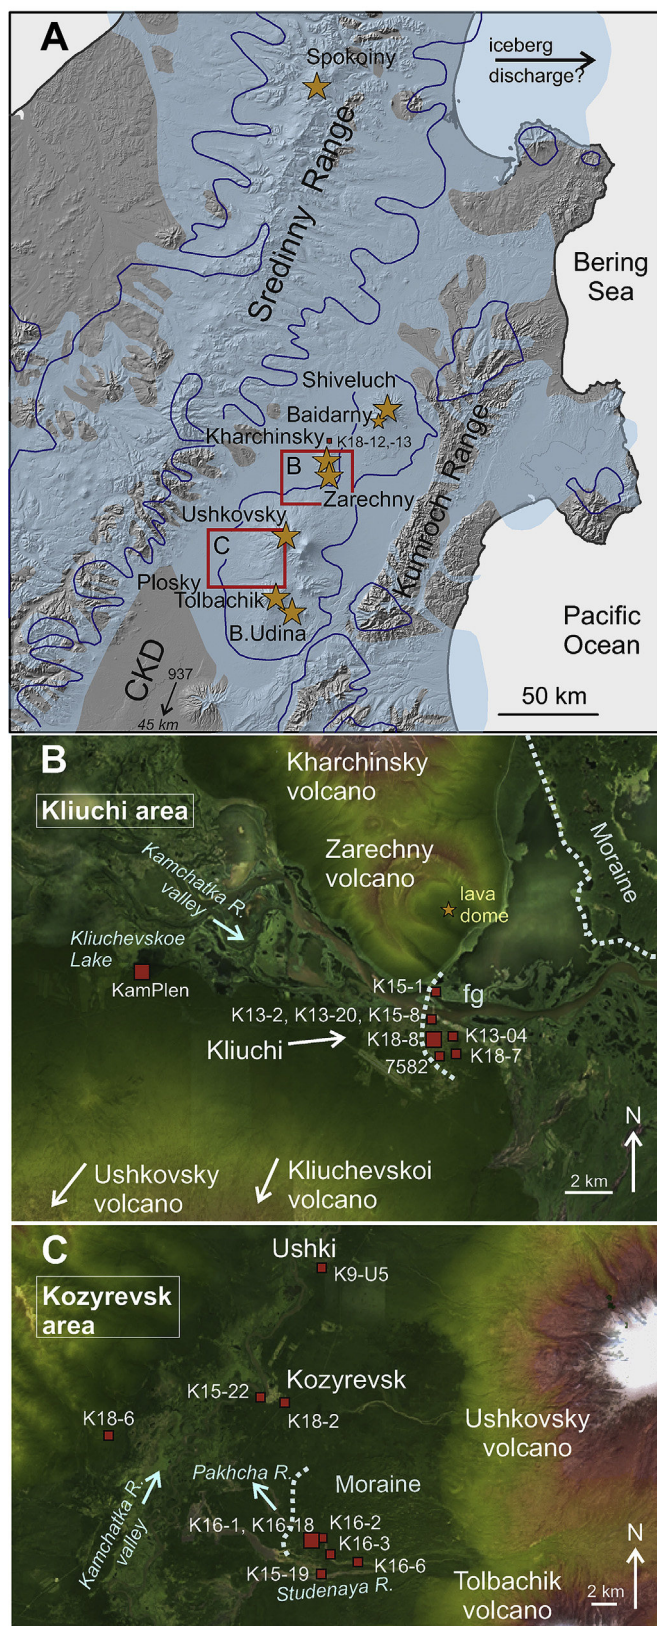 A
Spokoiny
iceberg
discharge?
Sredinny Range
Bering
Sea
Shiveluch
Baidarny
Kharchinsky
K18-12,-13
B
Zarechny
Ushkovsky
C
Kumroch Range
Plosky
Tolbachik
B.Udina
Pacific
Ocean
CKD
937
45 km
50 km
B
Kharchinsky
volcano
Kliuchi area
Zarechny
volcano
Moraine
Kamchatka R.
valley
lava
dome
Kliuchevskoe
Lake
KamPlen
K15-1
fg
K13-2, K13-20, K15-8
K18-8
K13-04
Kliuchi
K18-7
7582
N
Ushkovsky
volcano
Kliuchevskoi
volcano
2 km
C
Ushki
K9-U5
Kozyrevsk
area
Kozyrevsk
K15-22
K18-2
K18-6
Ushkovsky
volcano
Pakhcha R.
Moraine
Kamchatka R.
valley
K16-1, K16-18
K16-2
K16-3
K16-6
K15-19
Studenaya R.
N
Tolbachik
volcano
2 km